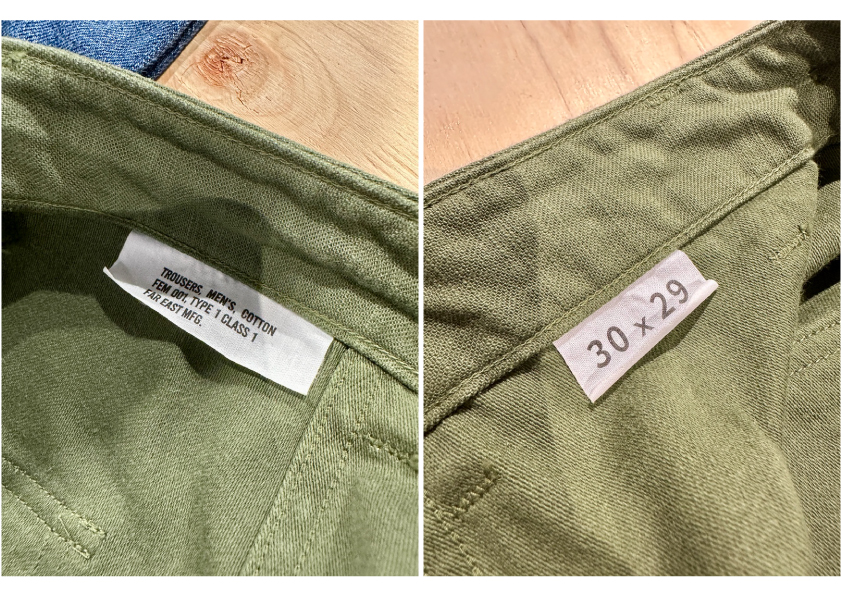 TROUSERS, MEN'S, COTTON
FEM 001, TYPE 1 CLASS 1
FAR EAST MFG.
30 x 29